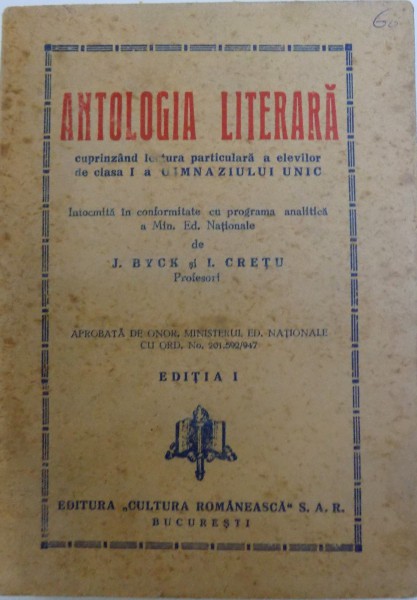 60
ANTOLOGIA LITERARĂ
cuprinzând lectura particulară a elevilor
de clasa I a GIMNAZIULUI UNIC
Intocmită în conformitate cu programa analitică
a Min. Ed. Naționale
de
J. BYCK și I. CREȚU
Profesori
APROBATĂ DE ONOR. MINISTERUL ED. NAȚIONALE
CU ORD. No. 201.592/947
EDIȚIA I
EDITURA „CULTURA ROMÂNEASCĂ" S. A. R.
BUCUREȘTI